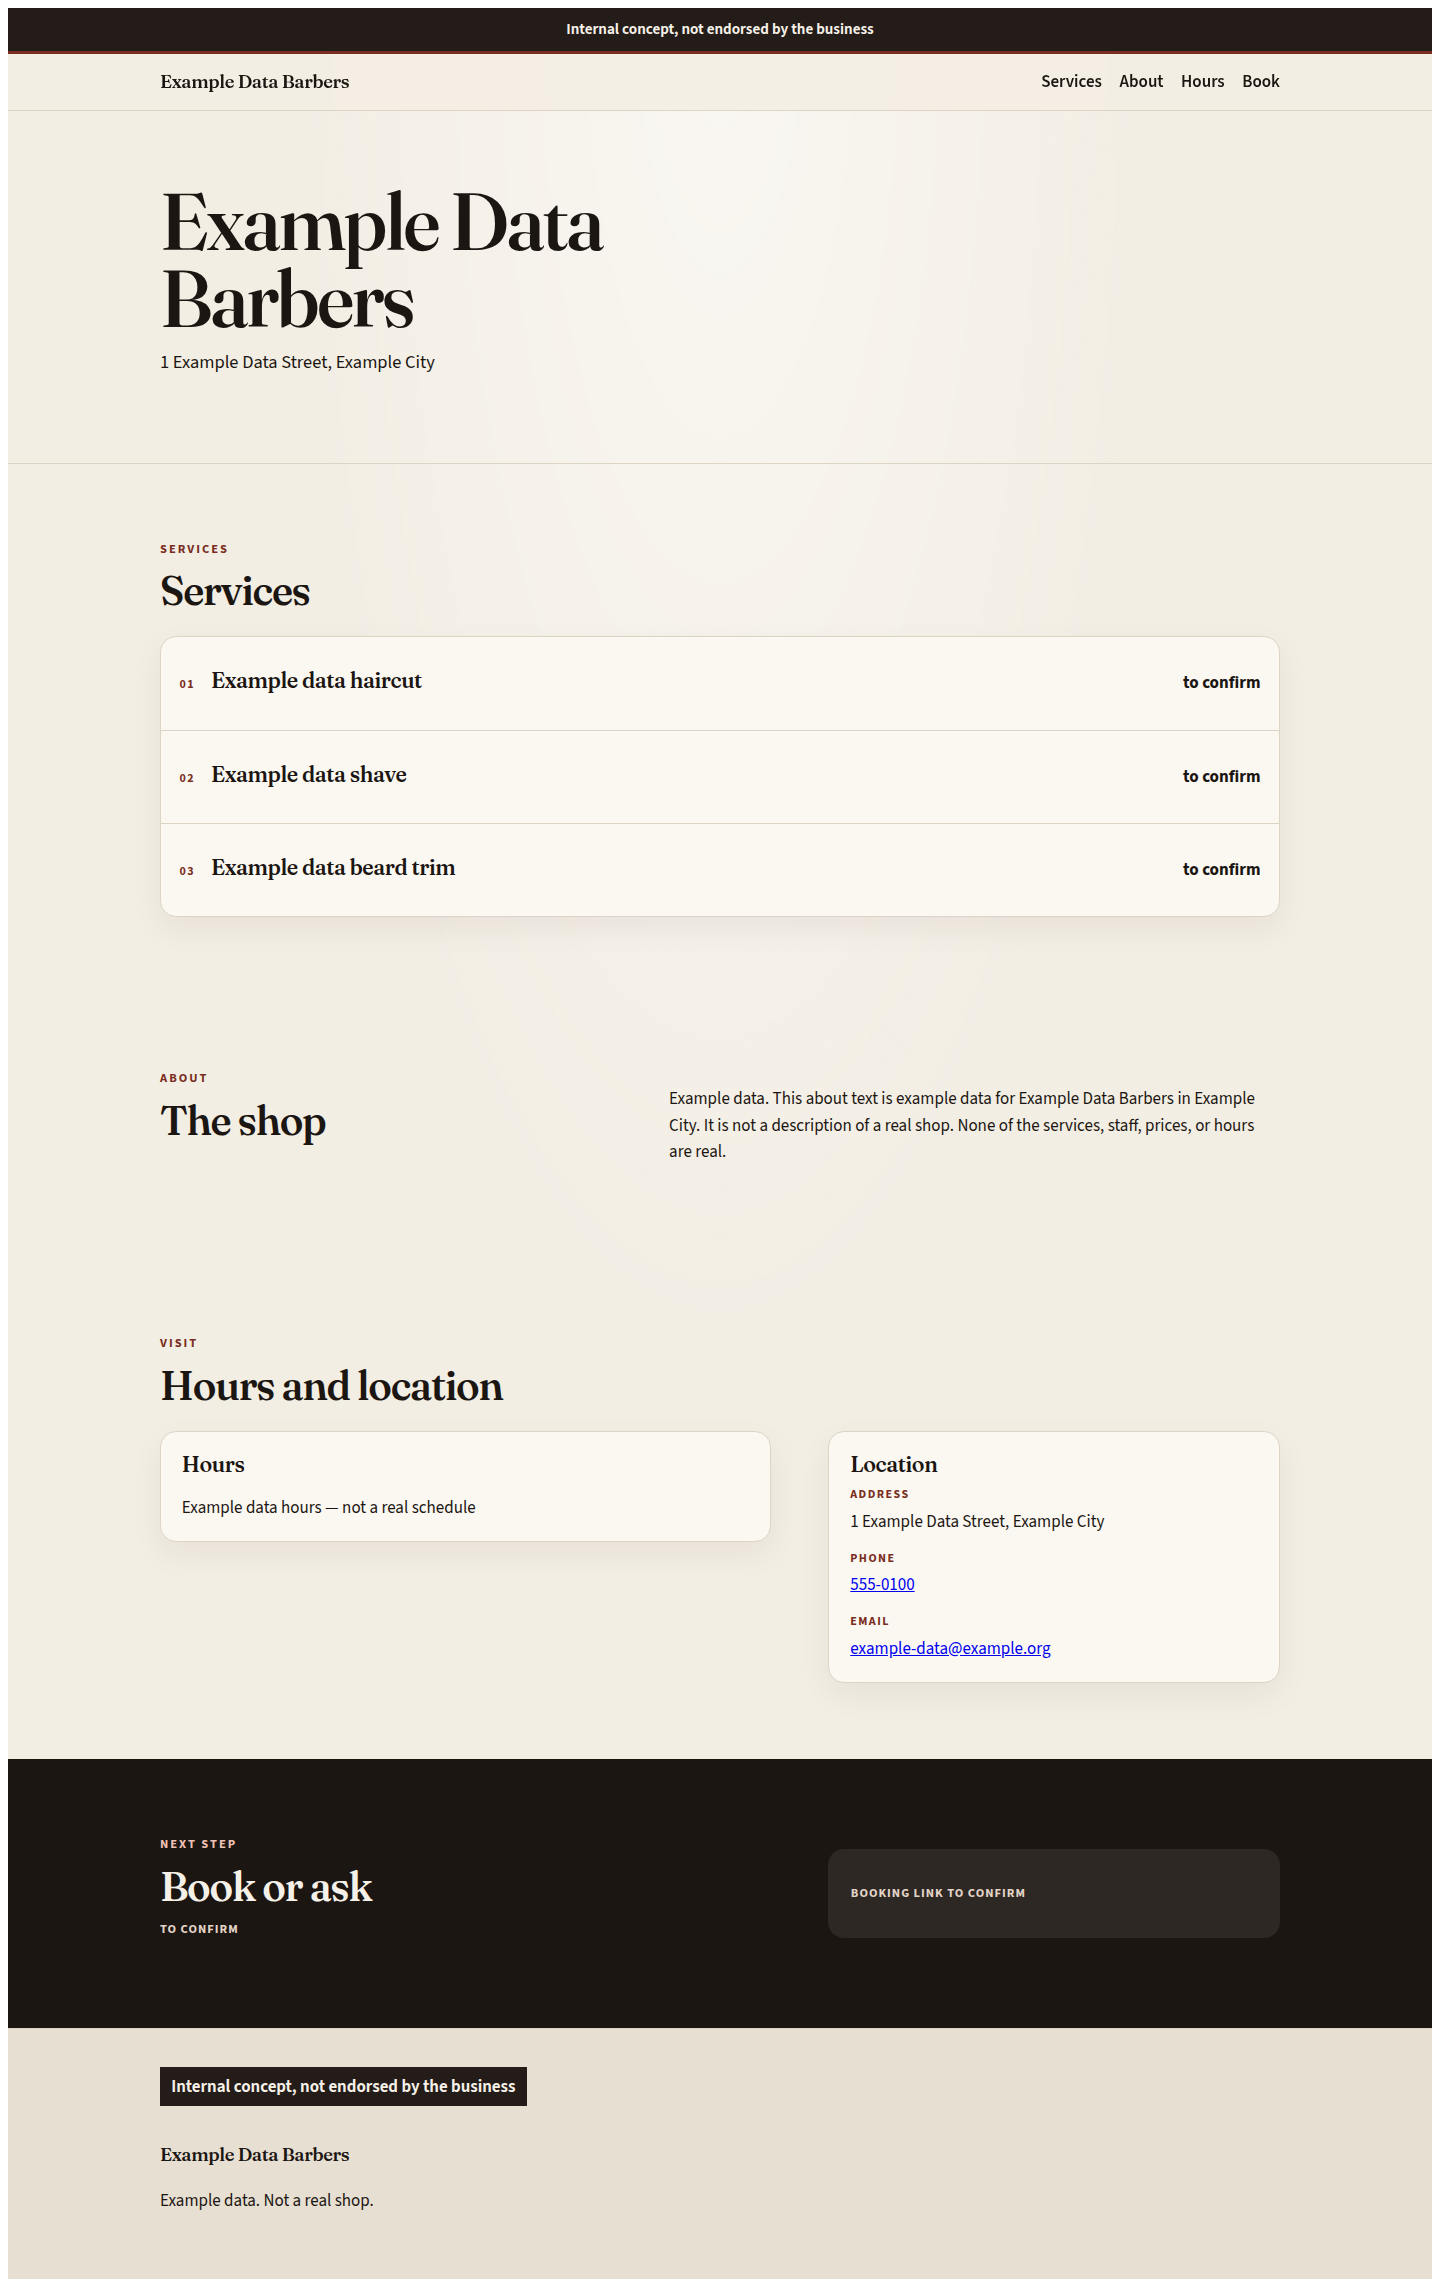 Internal concept, not endorsed by the business
Example Data Barbers
Services About Hours Book
Example Data
Barbers
1 Example Data Street, Example City
SERVICES
Services
01 Example data haircut to confirm
02 Example data shave to confirm
03 Example data beard trim to confirm
ABOUT
The shop
Example data. This about text is example data for Example Data Barbers in Example
City. It is not a description of a real shop. None of the services, staff, prices, or hours
are real.
VISIT
Hours and location
Hours
Example data hours — not a real schedule
Location
ADDRESS
1 Example Data Street, Example City
PHONE
555-0100
EMAIL
example-data@example.org
NEXT STEP
Book or ask
TO CONFIRM
BOOKING LINK TO CONFIRM
Internal concept, not endorsed by the business
Example Data Barbers
Example data. Not a real shop.